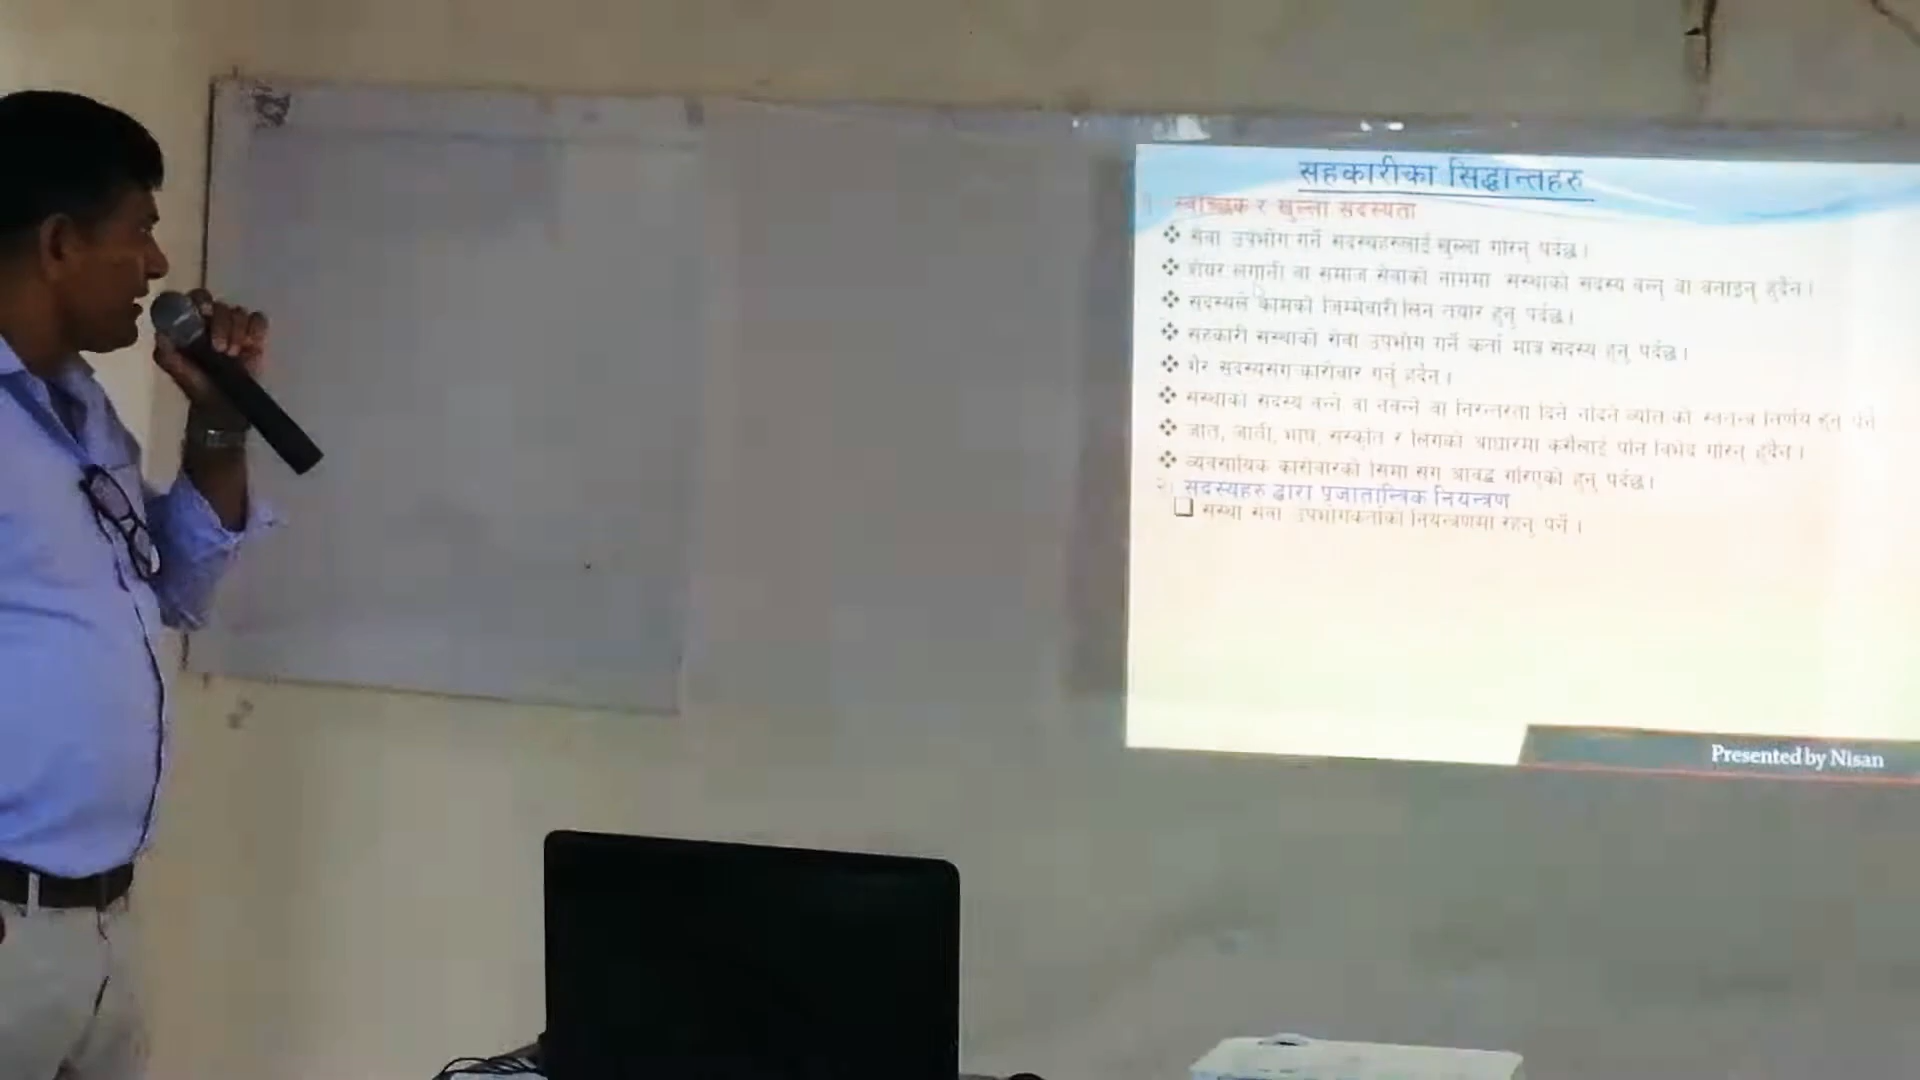 सहकारीका सिद्धान्तहरु
स्वैच्छिक र खुल्ला सदस्यता
❖ सेवा उपभोग गर्ने सदस्यहरुलाई खुल्ला गरिनु पर्दछ।
❖ शेयर लगानी वा समाज सेवाको नाममा संस्थाको सदस्य बन्नु वा बनाइनु हुदैन।
❖ सदस्यले कामको जिम्मेवारी लिन तयार हुनु पर्दछ।
❖ सहकारी संस्थाको सेवा उपभोग गर्ने कर्ता मात्र सदस्य हुनु पर्दछ।
❖ गैर सदस्यसंग कारोवार गर्नु हुदैन।
❖ संस्थाको सदस्य बन्ने वा नबन्ने वा निरन्तरता दिने नदिने व्यक्ति को स्वतन्त्र निर्णय हुनु पर्ने
❖ जात, जाती, भाषा, संस्कृति र लिंगको आधारमा कसैलाई पनि विभेद गरिनु हुदैन।
❖ व्यवसायिक कारोवारको सिमा संग आवद्ध गरिएको हुनु पर्दछ।
२। सदस्यहरु द्वारा प्रजातान्त्रिक नियन्त्रण
❑ संस्था सेवा उपभोगकर्ताको नियन्त्रणमा रहनु पर्ने।
Presented by Nisan